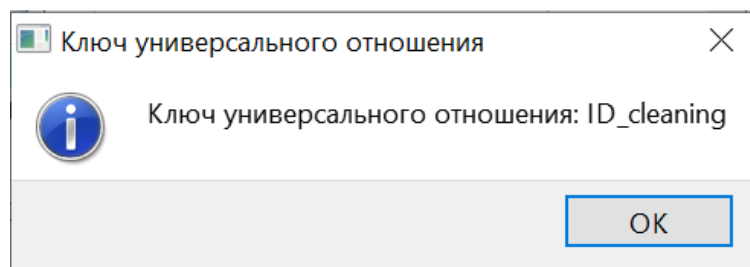 Ключ универсального отношения
Ключ универсального отношения: ID_cleaning
OK